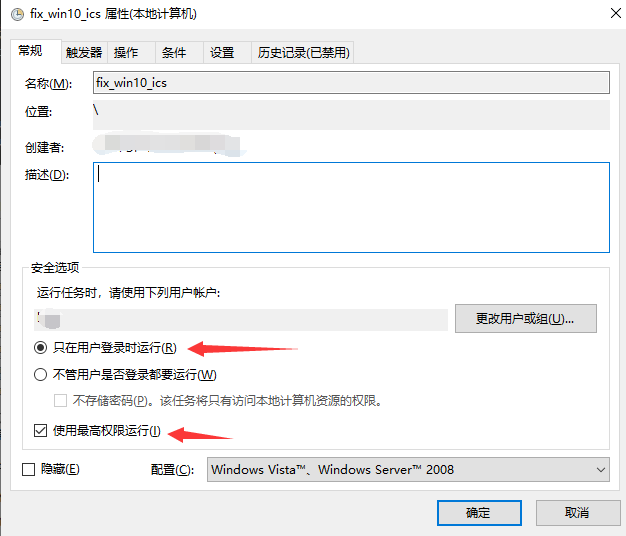 fix_win10_ics 属性(本地计算机)
常规 触发器 操作 条件 设置 历史记录(已禁用)
名称(M): fix_win10_ics
位置: \
创建者:
描述(D):
安全选项
运行任务时，请使用下列用户帐户:
更改用户或组(U)...
只在用户登录时运行(R)
不管用户是否登录都要运行(W)
不存储密码(P)。该任务将只有访问本地计算机资源的权限。
使用最高权限运行(I)
隐藏(E) 配置(C): Windows Vista™、Windows Server™ 2008
确定 取消